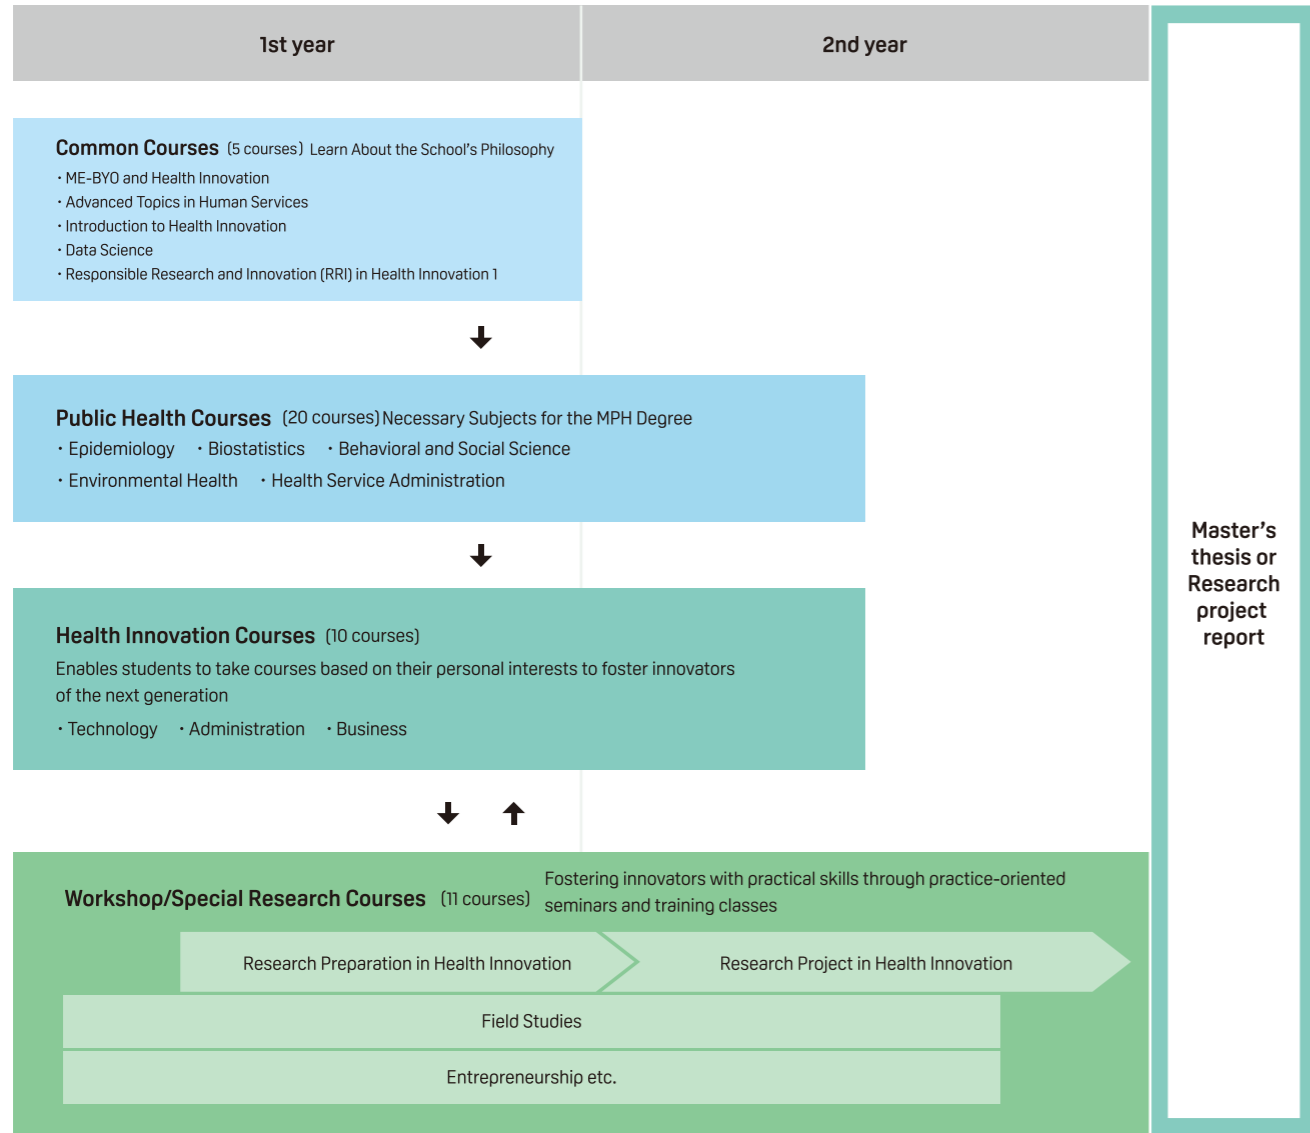 1st year
2nd year
Common Courses (5 courses) Learn About the School's Philosophy
・ME-BYO and Health Innovation
・Advanced Topics in Human Services
・Introduction to Health Innovation
・Data Science
・Responsible Research and Innovation (RRI) in Health Innovation 1
Public Health Courses (20 courses) Necessary Subjects for the MPH Degree
・Epidemiology ・Biostatistics ・Behavioral and Social Science
・Environmental Health ・Health Service Administration
Health Innovation Courses (10 courses)
Enables students to take courses based on their personal interests to foster innovators
of the next generation
・Technology ・Administration ・Business
Workshop/Special Research Courses (11 courses)
Fostering innovators with practical skills through practice-oriented
seminars and training classes
Research Preparation in Health Innovation
Research Project in Health Innovation
Field Studies
Entrepreneurship etc.
Master's
thesis or
Research
project
report